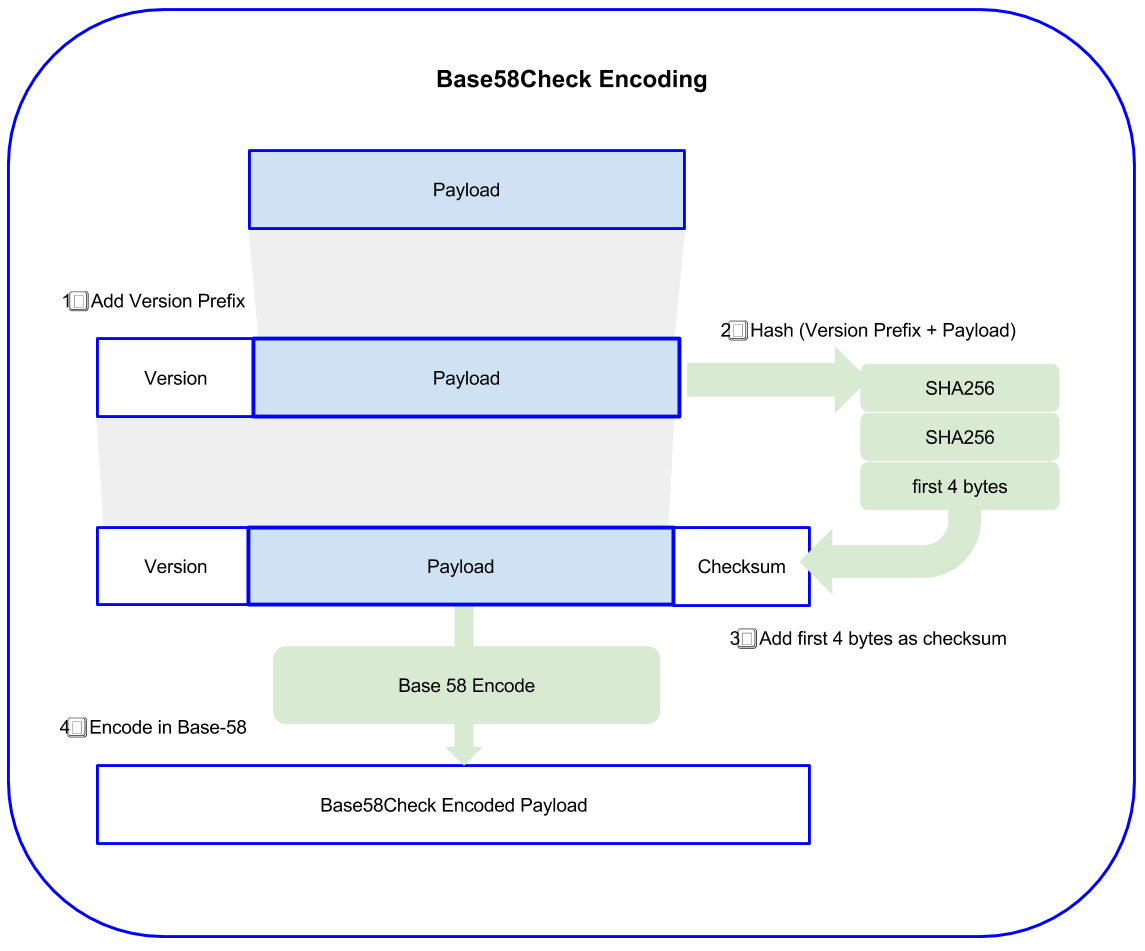 Base58Check Encoding
Payload
1 Add Version Prefix
2 Hash (Version Prefix + Payload)
Version
Payload
SHA256
SHA256
first 4 bytes
Version
Payload
Checksum
3 Add first 4 bytes as checksum
Base 58 Encode
4 Encode in Base-58
Base58Check Encoded Payload